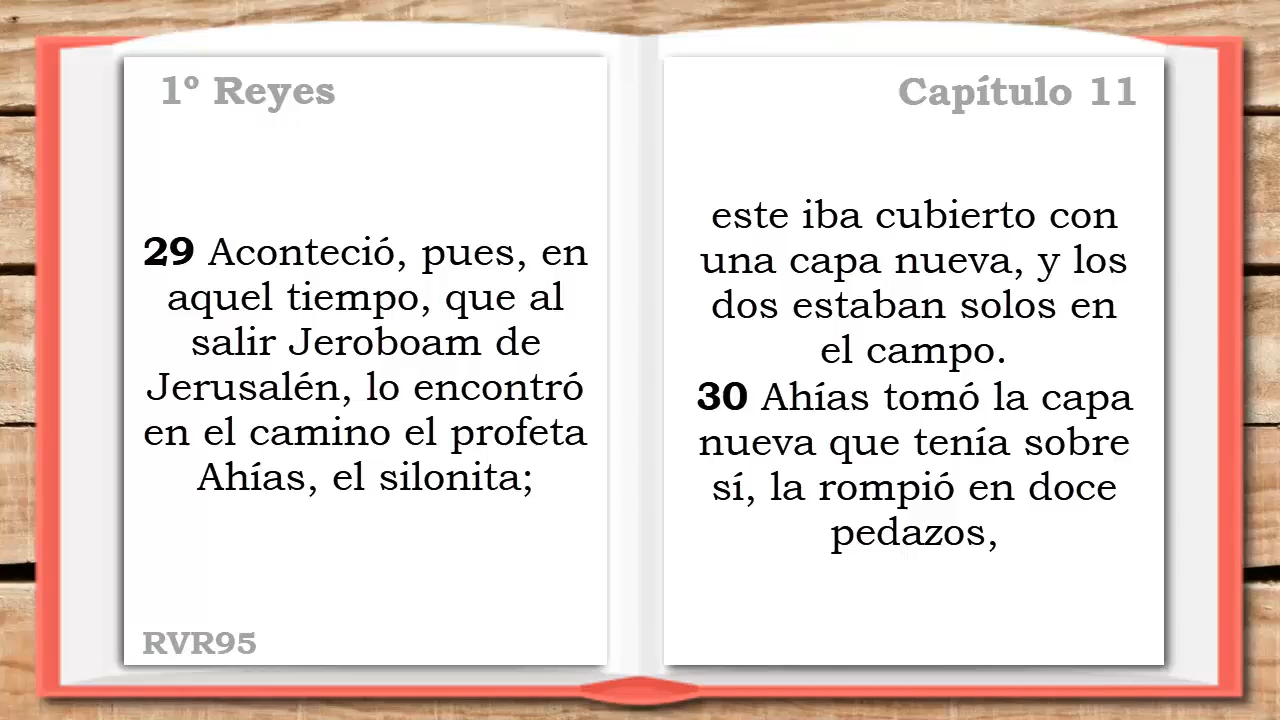 1º Reyes
29 Aconteció, pues, en
aquel tiempo, que al
salir Jeroboam de
Jerusalén, lo encontró
en el camino el profeta
Ahías, el silonita;
RVR95
Capítulo 11
este iba cubierto con
una capa nueva, y los
dos estaban solos en
el campo.
30 Ahías tomó la capa
nueva que tenía sobre
sí, la rompió en doce
pedazos,